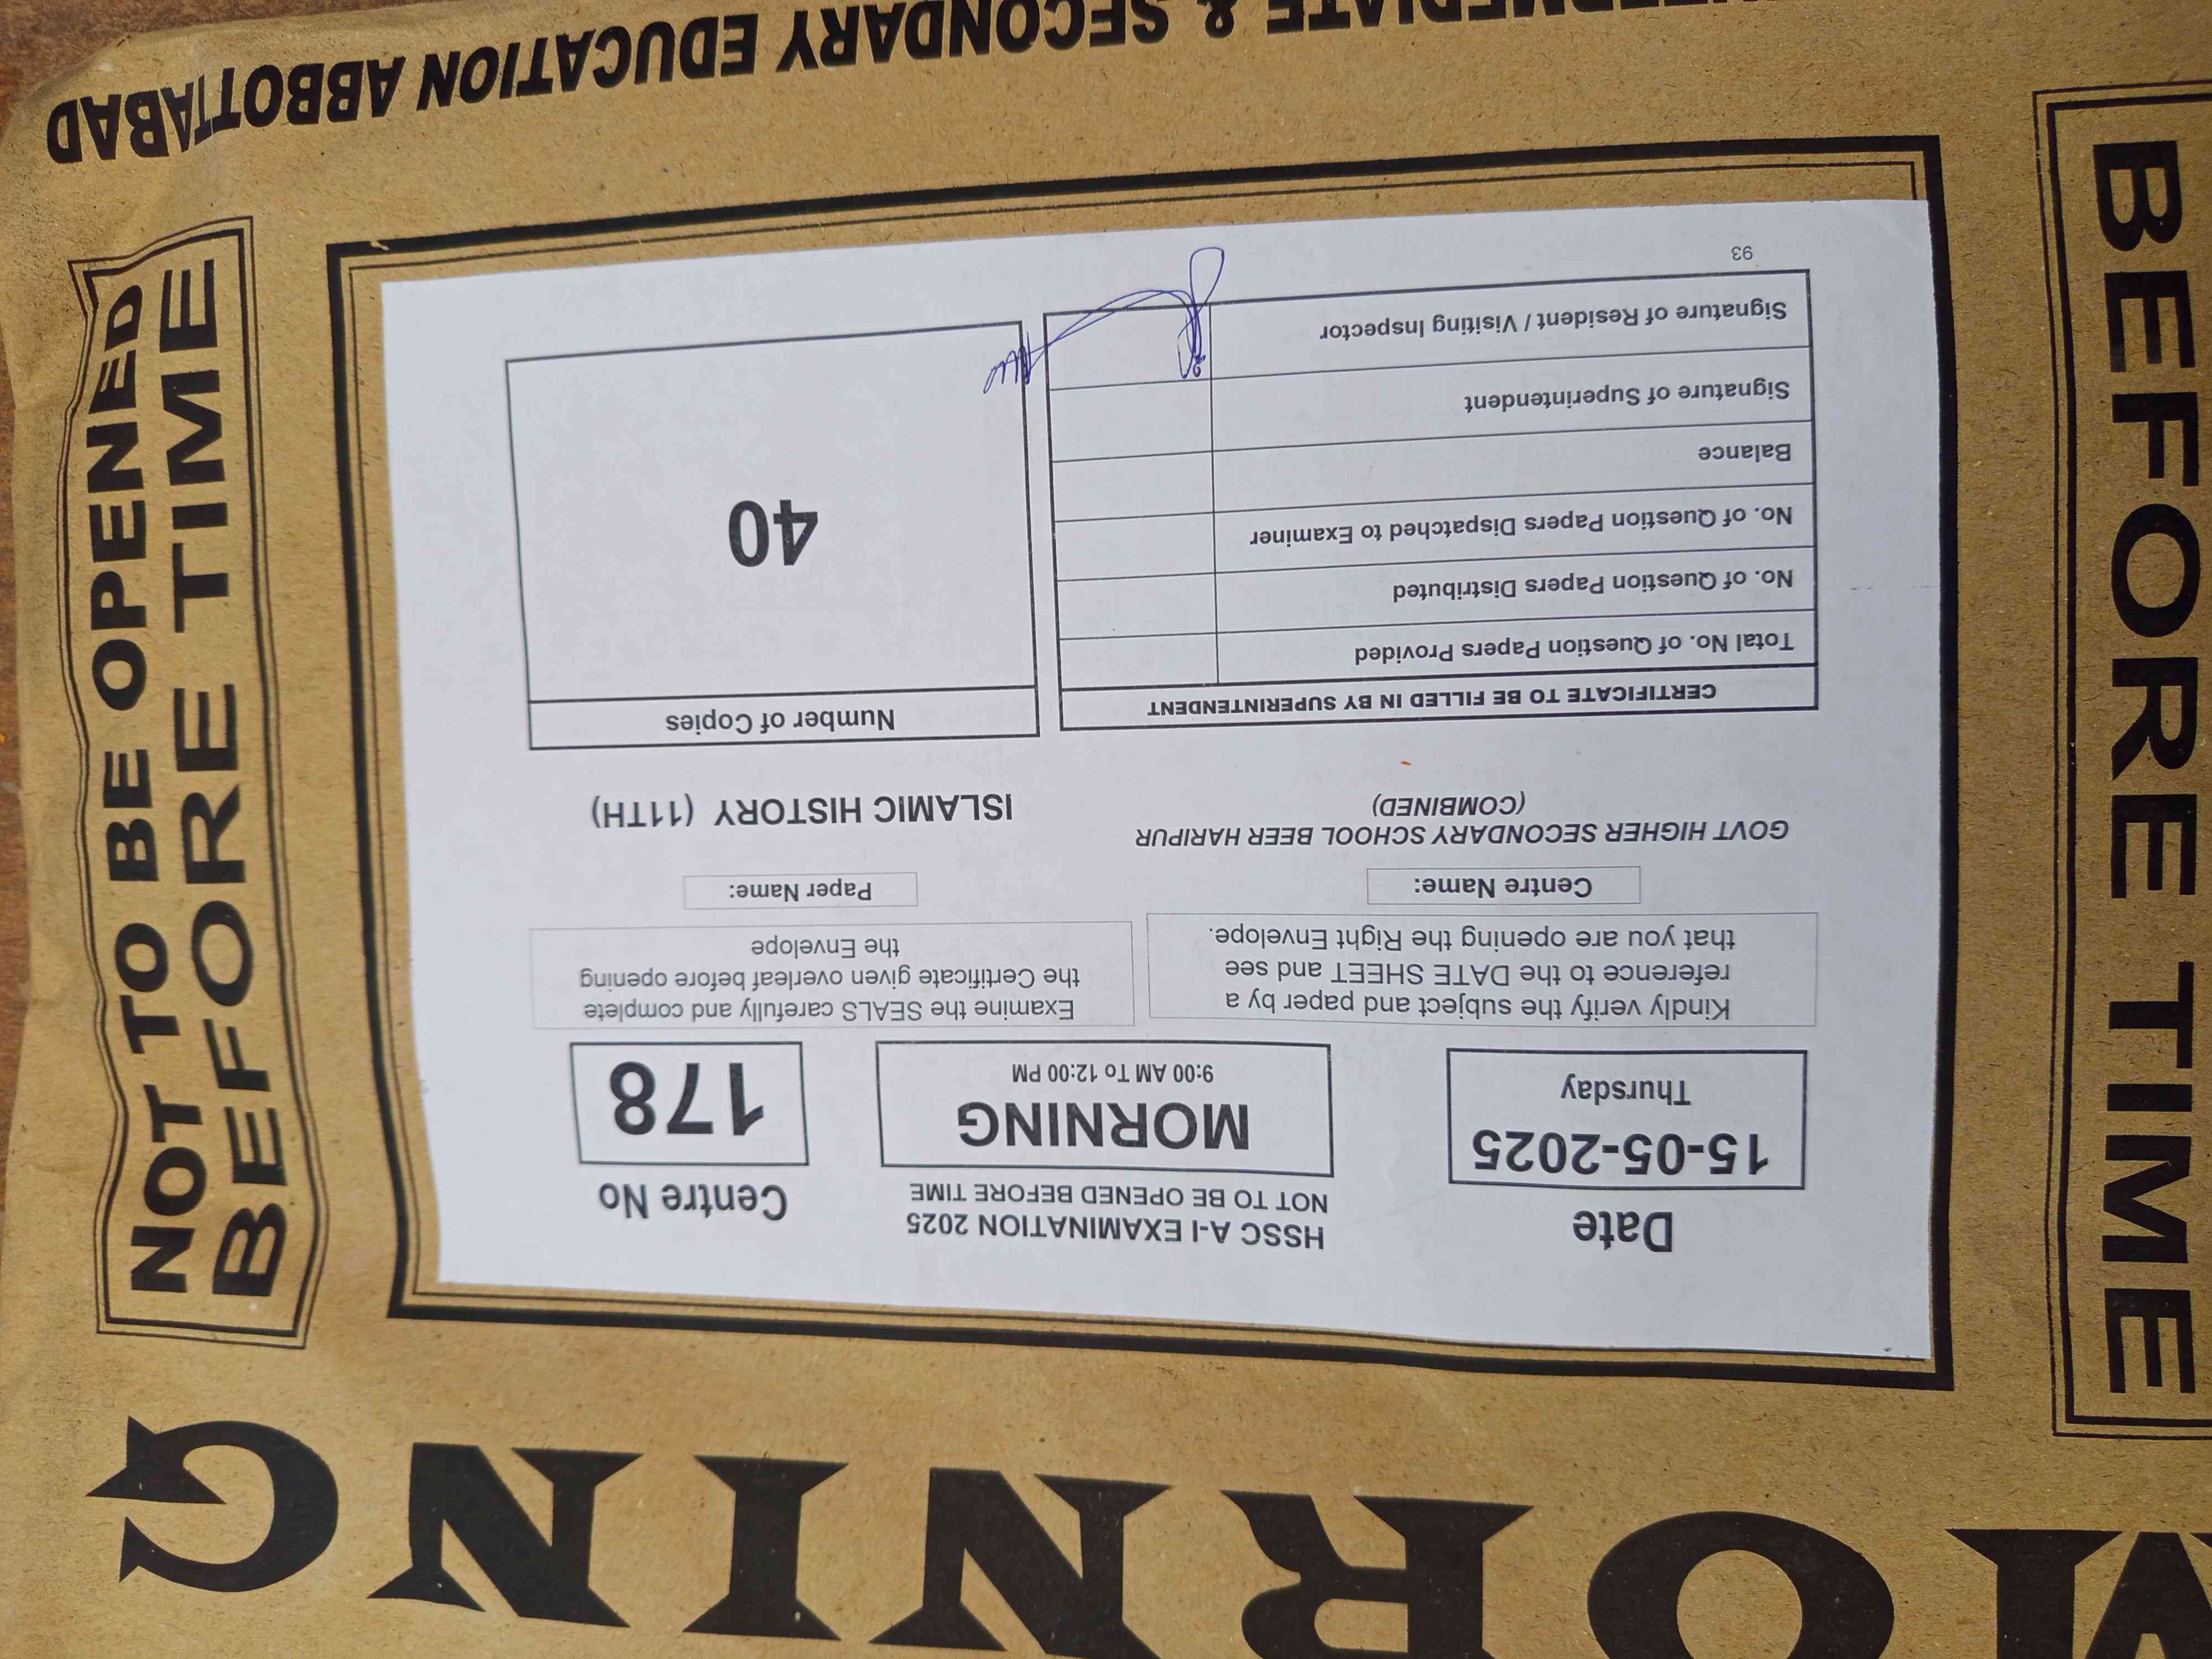 MORNING
NOT TO BE OPENED
BEFORE TIME
BEFORE TIME
Date
15-05-2025
Thursday
HSSC A-I EXAMINATION 2025
NOT TO BE OPENED BEFORE TIME
MORNING
9:00 AM To 12:00 PM
Centre No
178
Kindly verify the subject and paper by a
reference to the DATE SHEET and see
that you are opening the Right Envelope.
Examine the SEALS carefully and complete
the Certificate given overleaf before opening
the Envelope
Centre Name:
GOVT HIGHER SECONDARY SCHOOL BEER HARIPUR
(COMBINED)
Paper Name:
ISLAMIC HISTORY (11TH)
CERTIFICATE TO BE FILLED IN BY SUPERINTENDENT
Total No. of Question Papers Provided
No. of Question Papers Distributed
No. of Question Papers Dispatched to Examiner
Balance
Signature of Superintendent
Signature of Resident / Visiting Inspector
Number of Copies
40
93
INTERMEDIATE & SECONDARY EDUCATION ABBOTTABAD